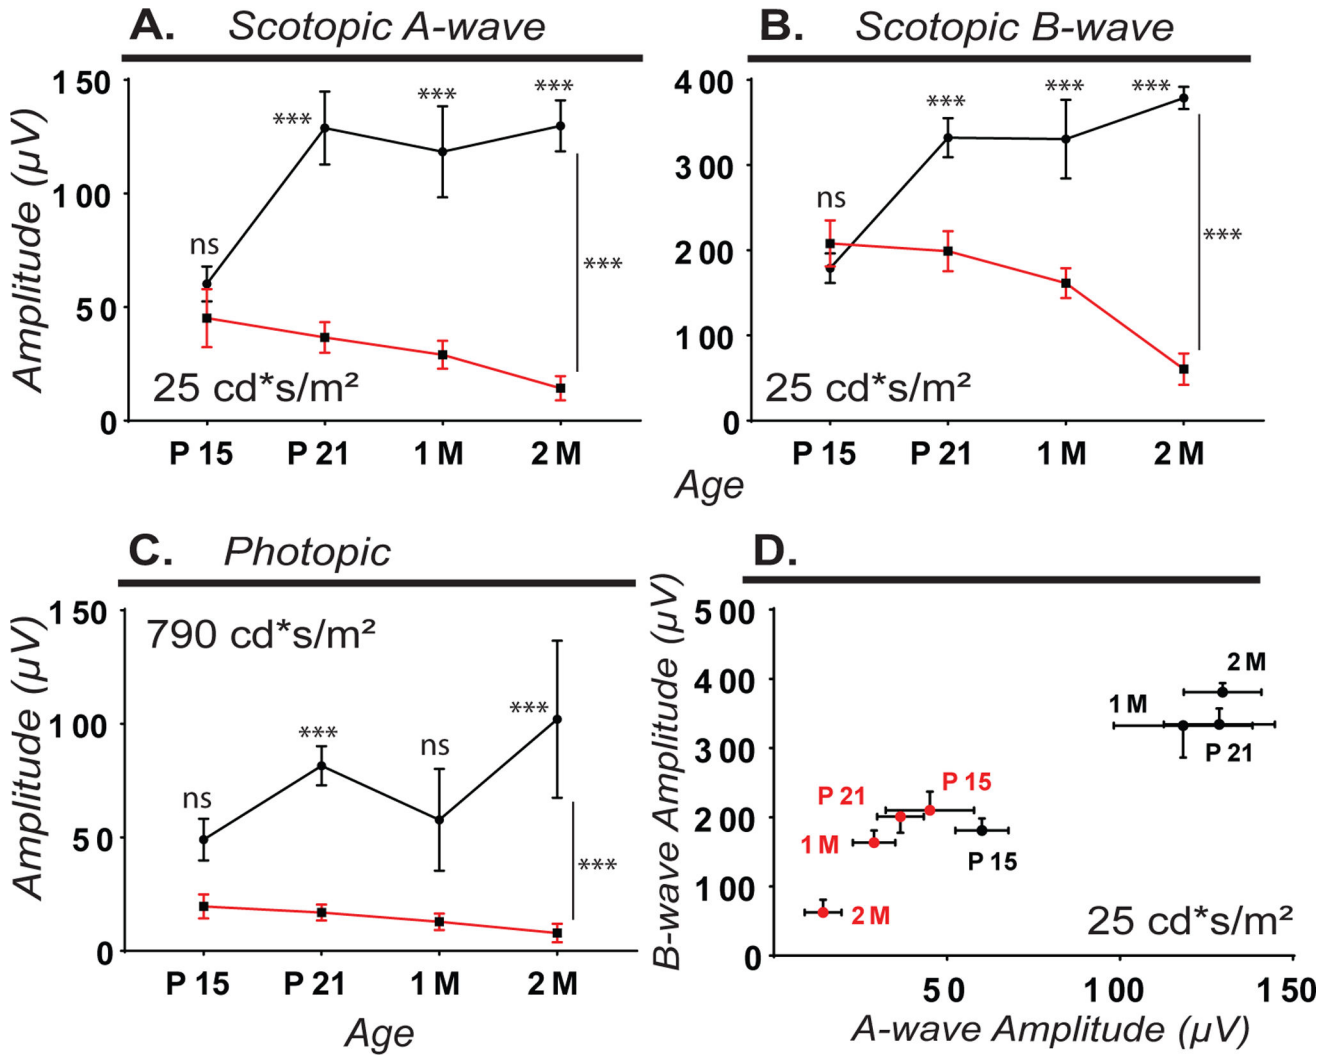 A. Scotopic A-wave
Amplitude (µV)
150
100
50
0
ns
***
***
***
***
25 cd*s/m²
P 15 P 21 1 M 2 M
B. Scotopic B-wave
400
300
200
100
0
ns
***
***
***
***
25 cd*s/m²
P 15 P 21 1 M 2 M
Age
C. Photopic
Amplitude (µV)
150
100
50
0
790 cd*s/m²
ns
***
ns
***
***
P 15 P 21 1 M 2 M
Age
D.
B-wave Amplitude (µV)
500
400
300
200
100
0
2 M
1 M
P 21
P 15
P 21
1 M
P 15
2 M
25 cd*s/m²
50 100 150
A-wave Amplitude (µV)